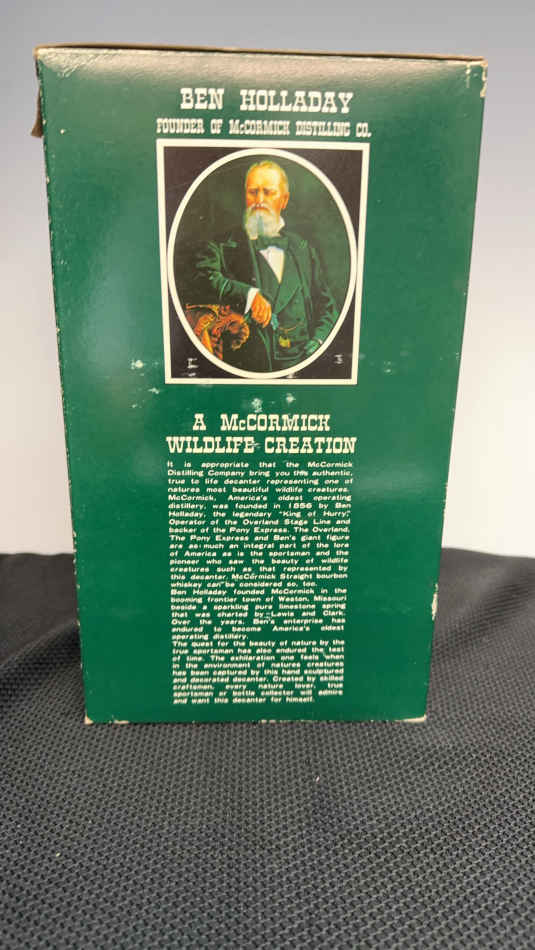 BEN HOLLADAY
FOUNDER OF McCORMICK DISTILLING CO.
A McCORMICK
WILDLIFE CREATION
It is appropriate that the McCormick
Distilling Company bring you this authentic,
true to life decanter representing one of
natures most beautiful wildlife creatures.
McCormick, America's oldest operating
distillery, was founded in 1856 by Ben
Holladay, the legendary "King of Hurry,"
Operator of the Overland Stage Line and
backer of the Pony Express. The Overland,
The Pony Express and Ben's giant figure
are as much an integral part of the lore
of America as is the sportsman and the
pioneer who saw the beauty of wildlife
creatures such as that represented by
this decanter. McCormick Straight bourbon
whiskey can be considered so, too.
Ben Holladay founded McCormick in the
booming frontier town of Weston, Missouri
beside a sparkling pure limestone spring
that was charted by Lewis and Clark.
Over the years, Ben's enterprise has
endured to become America's oldest
operating distillery.
The quest for the beauty of nature by the
true sportsman has also endured the test
of time. The exhilaration one feels when
in the environment of natures creatures
has been captured by this hand sculptured
and decorated decanter. Created by skilled
craftsmen, every nature lover, true
sportsman or bottle collector will admire
and want this decanter for himself.